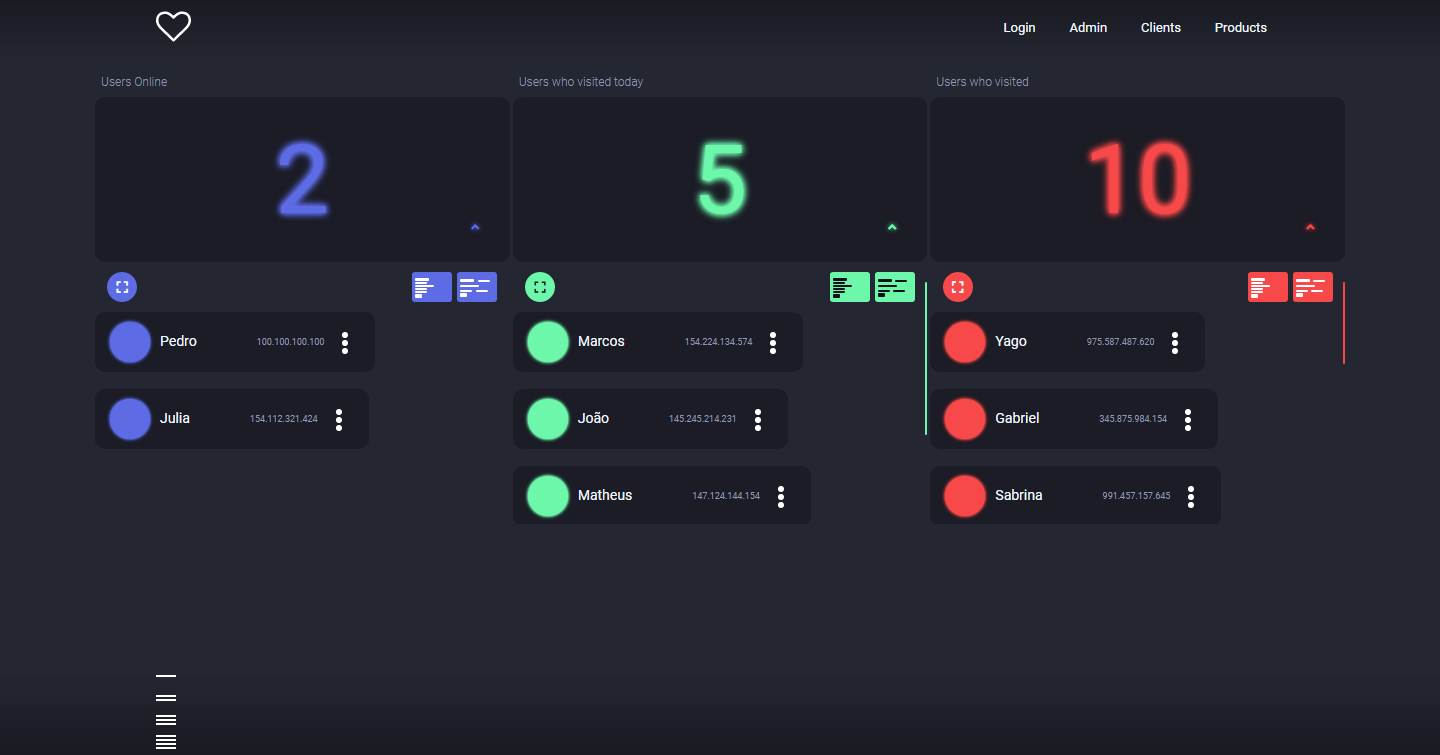 Login Admin Clients Products
Users Online
2
Pedro 100.100.100.100
Julia 154.112.321.424
Users who visited today
5
Marcos 154.224.134.574
João 145.245.214.231
Matheus 147.124.144.154
Users who visited
10
Yago 975.587.487.620
Gabriel 345.875.984.154
Sabrina 991.457.157.645